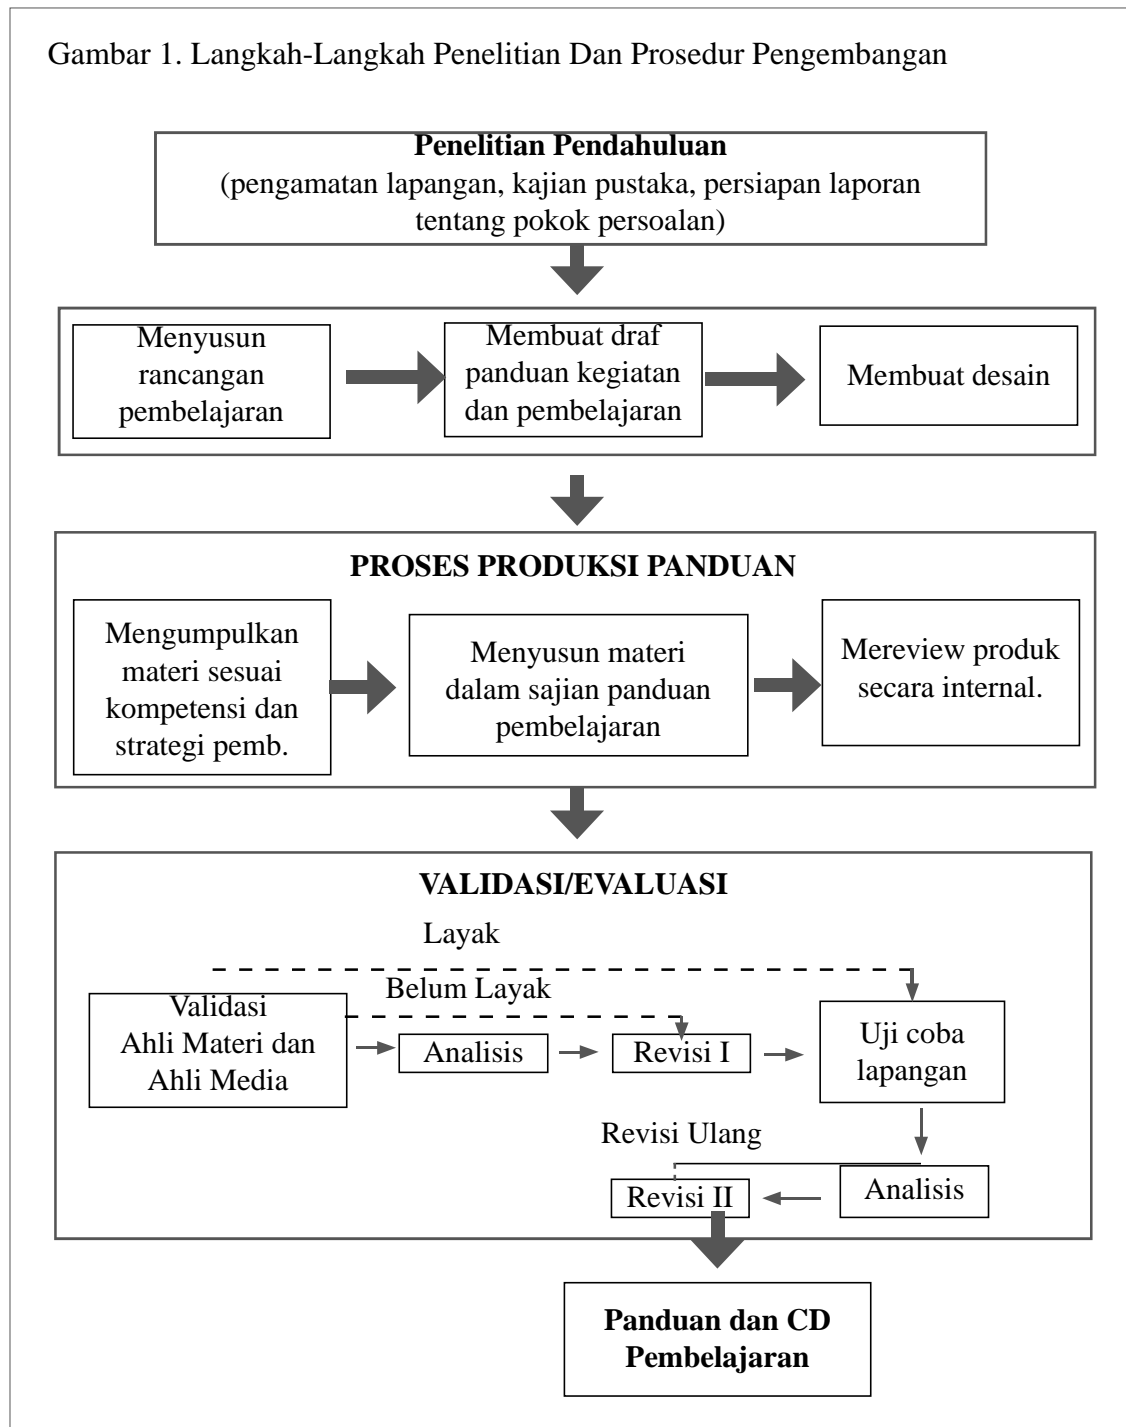 Gambar 1. Langkah-Langkah Penelitian Dan Prosedur Pengembangan
Penelitian Pendahuluan
(pengamatan lapangan, kajian pustaka, persiapan laporan
tentang pokok persoalan)
Menyusun
rancangan
pembelajaran
Membuat draf
panduan kegiatan
dan pembelajaran
Membuat desain
PROSES PRODUKSI PANDUAN
Mengumpulkan
materi sesuai
kompetensi dan
strategi pemb.
Menyusun materi
dalam sajian panduan
pembelajaran
Mereview produk
secara internal.
VALIDASI/EVALUASI
Layak
Belum Layak
Validasi
Ahli Materi dan
Ahli Media
Analisis
Revisi I
Uji coba
lapangan
Revisi Ulang
Revisi II
Analisis
Panduan dan CD
Pembelajaran